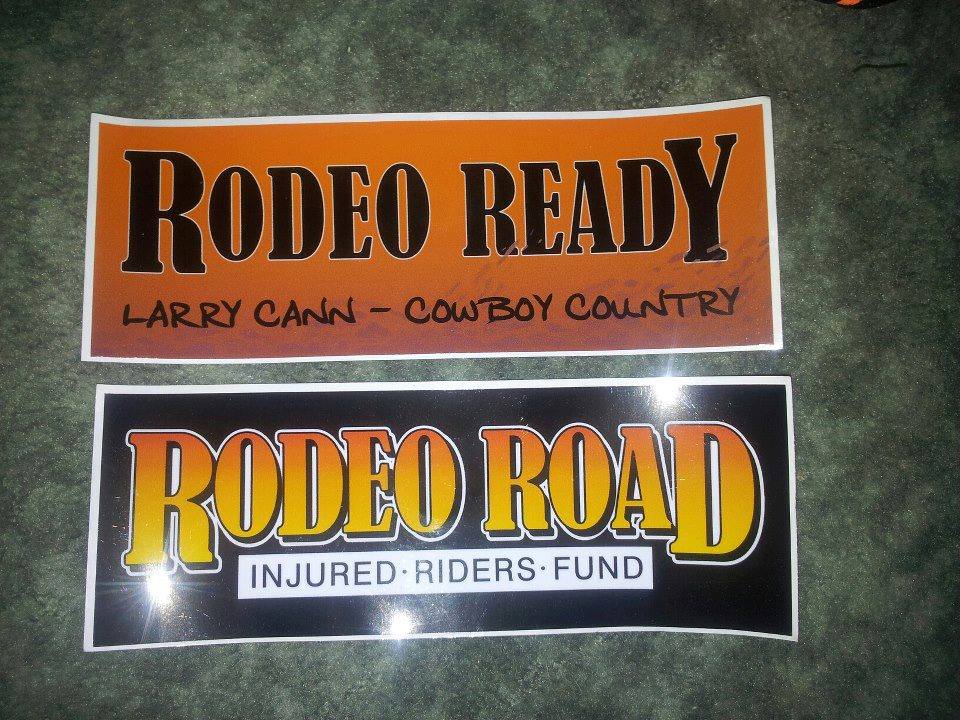 RODEO READY
LARRY CANN - COWBOY COUNTRY
RODEO ROAD
INJURED·RIDERS·FUND